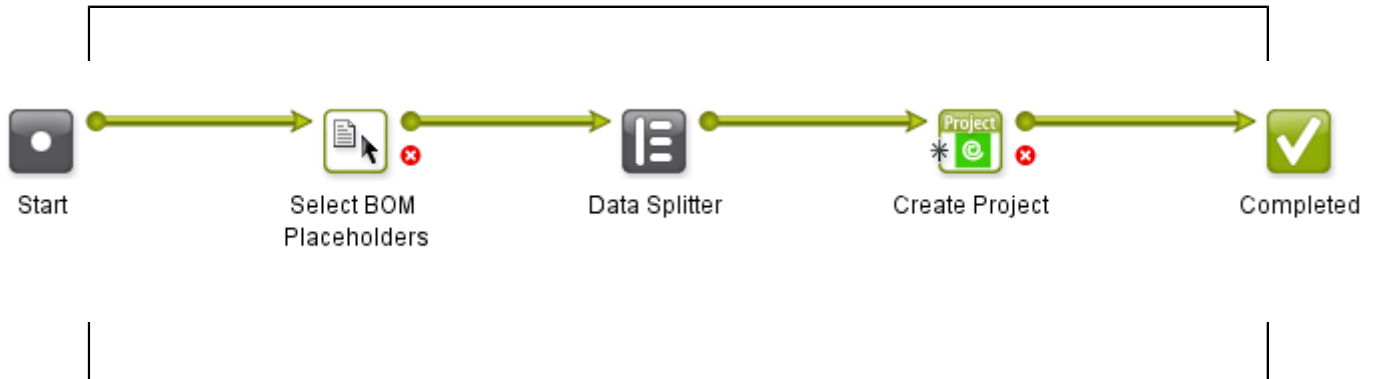 Project
Start
Select BOM
Placeholders
Data Splitter
Create Project
Completed